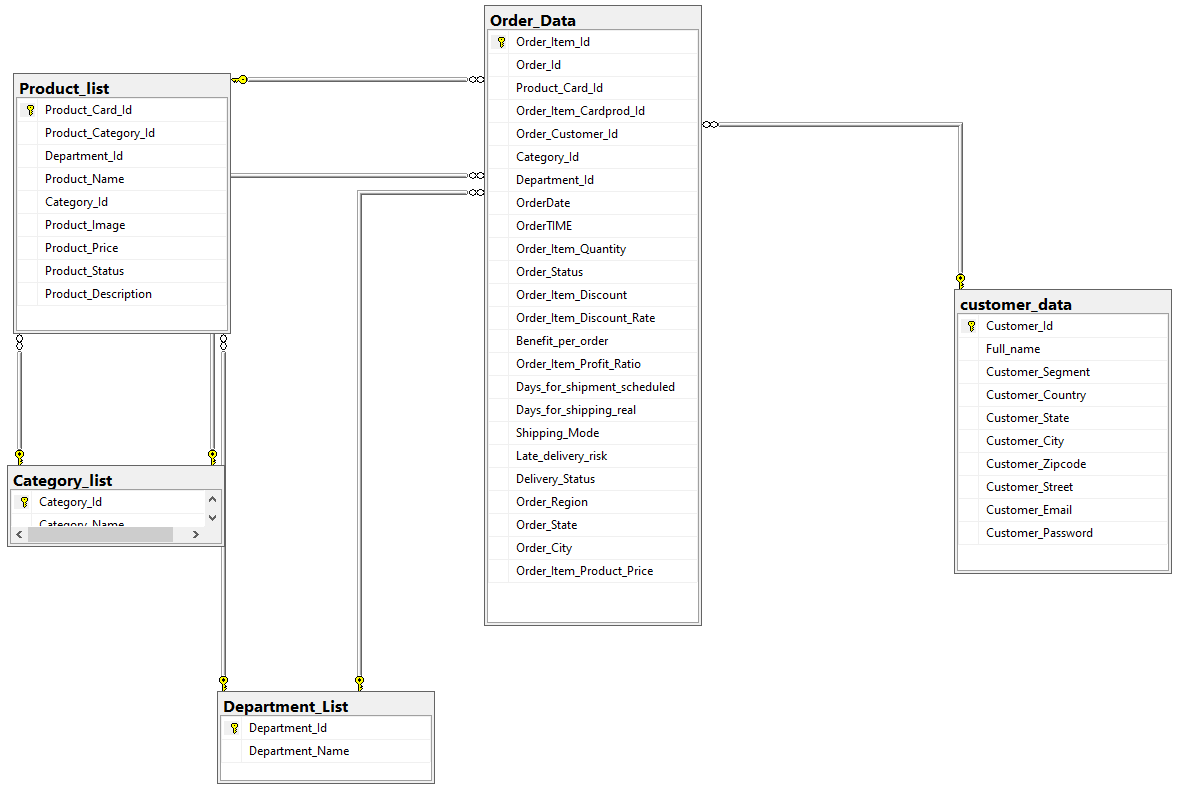 Order_Data
Order_Item_Id
Order_Id
Product_Card_Id
Order_Item_Cardprod_Id
Order_Customer_Id
Category_Id
Department_Id
OrderDate
OrderTIME
Order_Item_Quantity
Order_Status
Order_Item_Discount
Order_Item_Discount_Rate
Benefit_per_order
Order_Item_Profit_Ratio
Days_for_shipment_scheduled
Days_for_shipping_real
Shipping_Mode
Late_delivery_risk
Delivery_Status
Order_Region
Order_State
Order_City
Order_Item_Product_Price
Product_list
Product_Card_Id
Product_Category_Id
Department_Id
Product_Name
Category_Id
Product_Image
Product_Price
Product_Status
Product_Description
customer_data
Customer_Id
Full_name
Customer_Segment
Customer_Country
Customer_State
Customer_City
Customer_Zipcode
Customer_Street
Customer_Email
Customer_Password
Category_list
Category_Id
Category_Name
Department_List
Department_Id
Department_Name